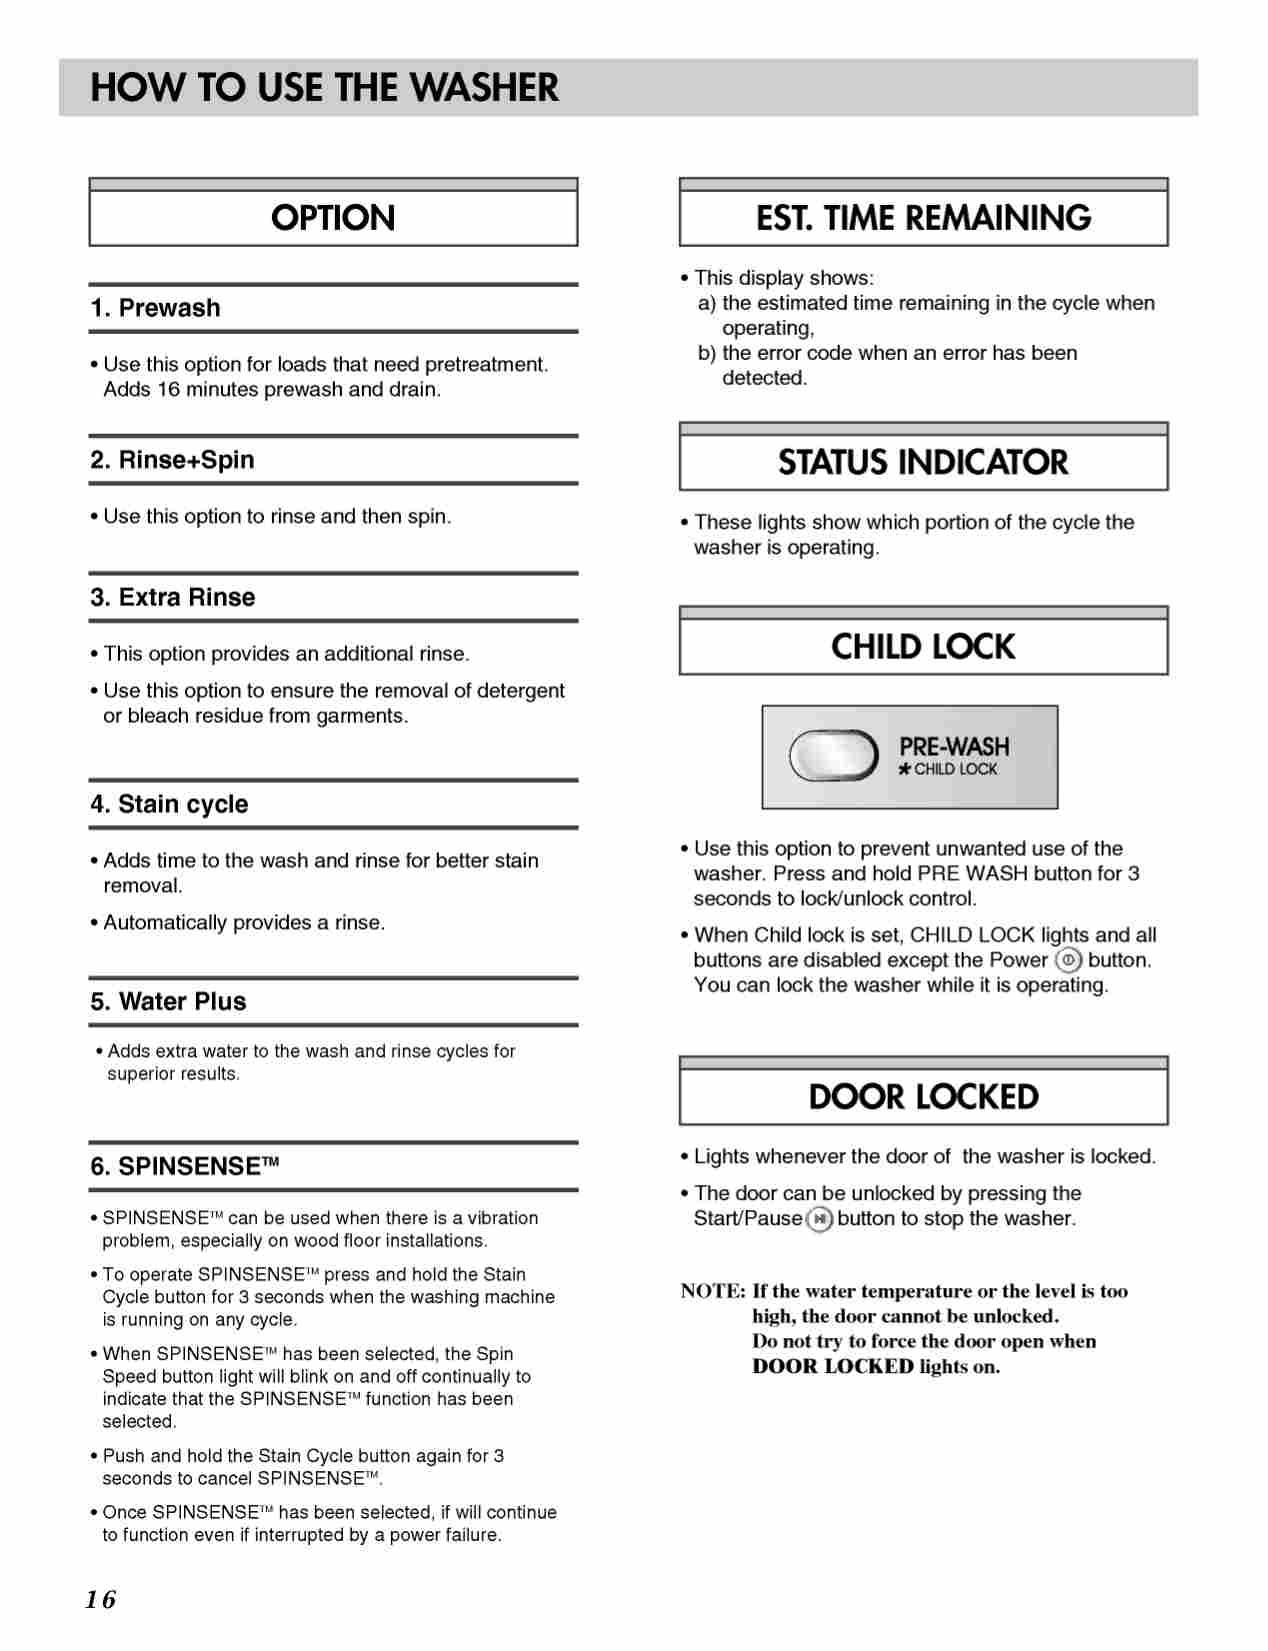 HOW TO USE THE WASHER
OPTION
1. Prewash
• Use this option for loads that need pretreatment.
Adds 16 minutes prewash and drain.
2. Rinse+Spin
• Use this option to rinse and then spin.
3. Extra Rinse
• This option provides an additional rinse.
• Use this option to ensure the removal of detergent
or bleach residue from garments.
4. Stain cycle
• Adds time to the wash and rinse for better stain
removal.
• Automatically provides a rinse.
5. Water Plus
• Adds extra water to the wash and rinse cycles for
superior results.
6. SPINSENSE™
• SPINSENSE™ can be used when there is a vibration
problem, especially on wood floor installations.
• To operate SPINSENSE™ press and hold the Stain
Cycle button for 3 seconds when the washing machine
is running on any cycle.
• When SPINSENSE™ has been selected, the Spin
Speed button light will blink on and off continually to
indicate that the SPINSENSE™ function has been
selected.
• Push and hold the Stain Cycle button again for 3
seconds to cancel SPINSENSE™.
• Once SPINSENSE™ has been selected, if will continue
to function even if interrupted by a power failure.
EST. TIME REMAINING
• This display shows:
a) the estimated time remaining in the cycle when
operating,
b) the error code when an error has been
detected.
STATUS INDICATOR
• These lights show which portion of the cycle the
washer is operating.
CHILD LOCK
PRE-WASH
* CHILD LOCK
• Use this option to prevent unwanted use of the
washer. Press and hold PRE WASH button for 3
seconds to lock/unlock control.
• When Child lock is set, CHILD LOCK lights and all
buttons are disabled except the Power button.
You can lock the washer while it is operating.
DOOR LOCKED
• Lights whenever the door of the washer is locked.
• The door can be unlocked by pressing the
Start/Pause button to stop the washer.
NOTE: If the water temperature or the level is too
high, the door cannot be unlocked.
Do not try to force the door open when
DOOR LOCKED lights on.
16